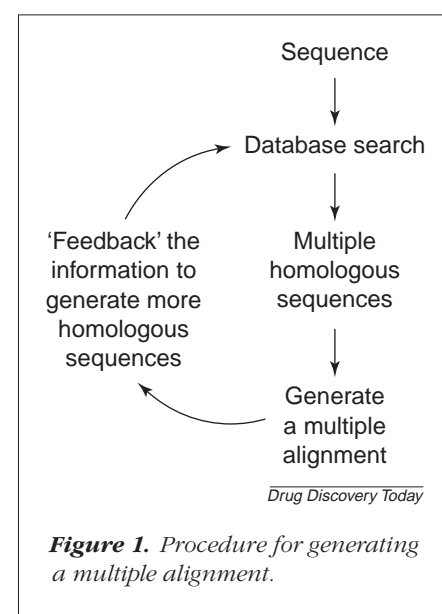 Sequence
Database search
Multiple
homologous
sequences
Generate
a multiple
alignment
‘Feedback’ the
information to
generate more
homologous
sequences
Drug Discovery Today
Figure 1. Procedure for generating
a multiple alignment.